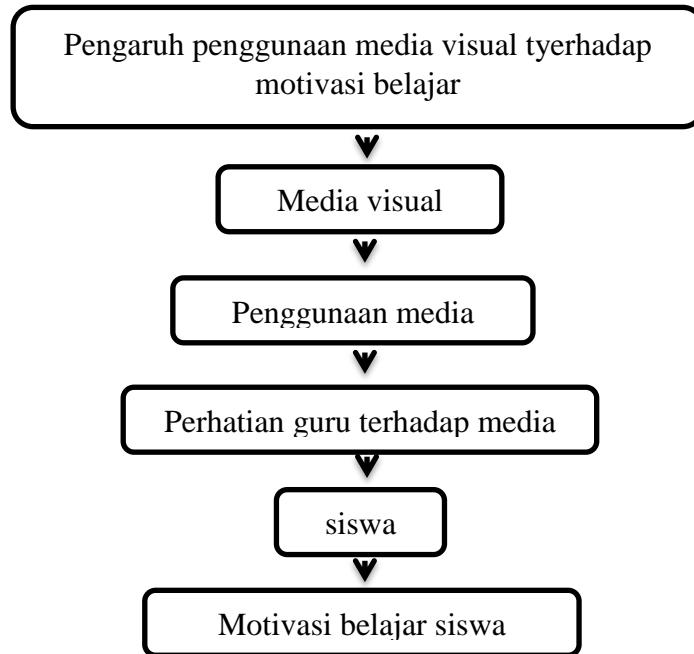 Pengaruh penggunaan media visual tyerhadap
motivasi belajar
Media visual
Penggunaan media
Perhatian guru terhadap media
siswa
Motivasi belajar siswa